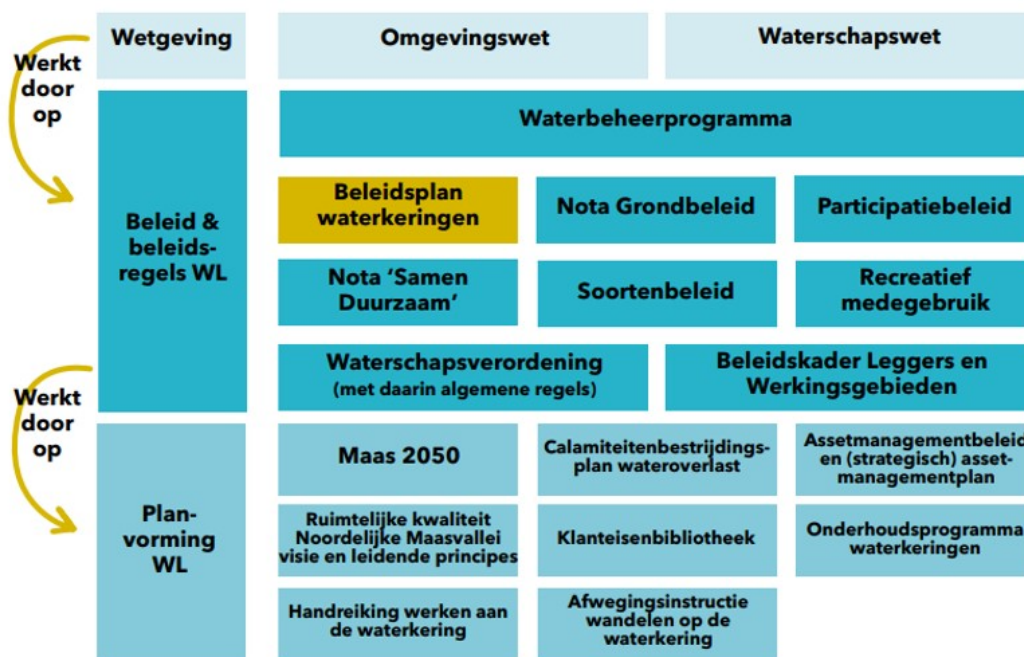 Wetgeving
Omgevingswet
Waterschapswet
Werkt
door
op
Beleid &
beleids-
regels WL
Waterbeheerprogramma
Beleidsplan
waterkeringen
Nota Grondbeleid
Participatiebeleid
Nota ‘Samen
Duurzaam’
Soortenbeleid
Recreatief
medegebruik
Waterschapsverordening
(met daarin algemene regels)
Beleidskader Leggers en
Werkingsgebieden
Werkt
door
op
Plan-
vorming
WL
Maas 2050
Calamiteitenbestrijdings-
plan wateroverlast
Assetmanagementbeleid
en (strategisch) asset-
managementplan
Ruimtelijke kwaliteit
Noordelijke Maasvallei
visie en leidende principes
Klanteisenbibliotheek
Onderhoudsprogramma
waterkeringen
Handreiking werken aan
de waterkering
Afwegingsinstructie
wandelen op de
waterkering